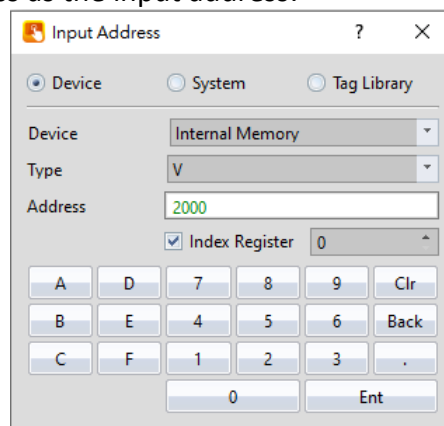 Input Address ? X
Device System Tag Library
Device Internal Memory
Type V
Address 2000
Index Register 0
A D 7 8 9 Clr
B E 4 5 6 Back
C F 1 2 3 .
0 Ent